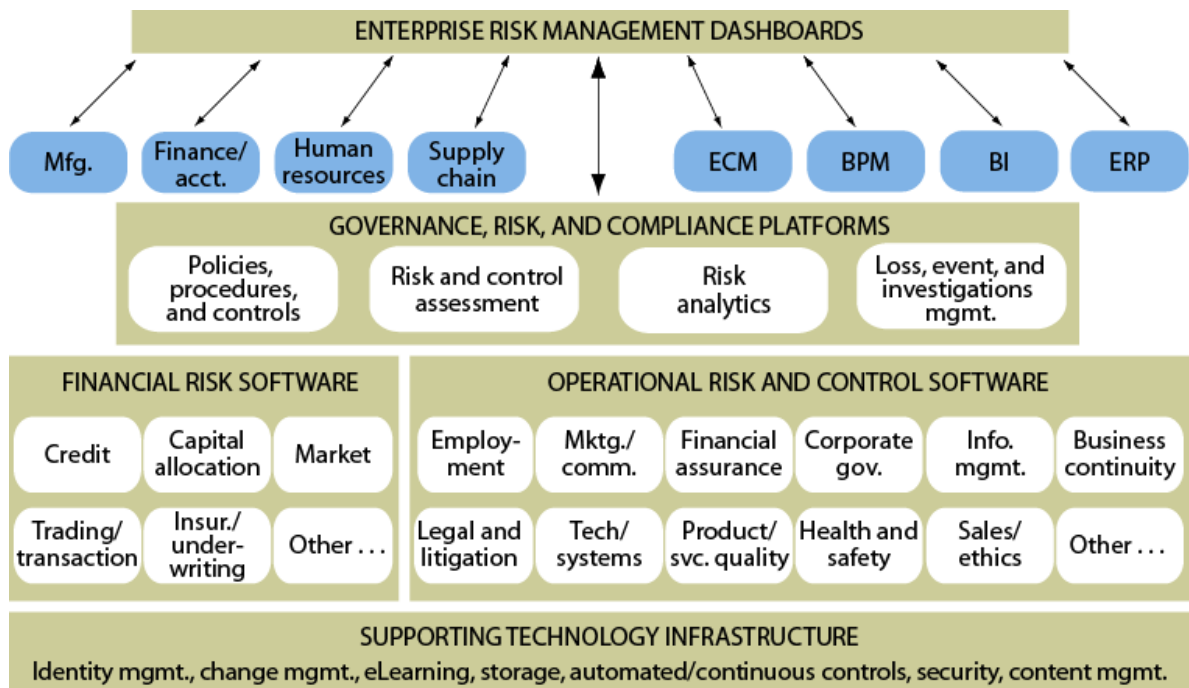 ENTERPRISE RISK MANAGEMENT DASHBOARDS
Mfg.
Finance/
acct.
Human
resources
Supply
chain
ECM
BPM
BI
ERP
GOVERNANCE, RISK, AND COMPLIANCE PLATFORMS
Policies,
procedures,
and controls
Risk and control
assessment
Risk
analytics
Loss, event, and
investigations
mgmt.
FINANCIAL RISK SOFTWARE
Credit
Capital
allocation
Market
Trading/
transaction
Insur./
under-
writing
Other . . .
OPERATIONAL RISK AND CONTROL SOFTWARE
Employ-
ment
Mktg./
comm.
Financial
assurance
Corporate
gov.
Info.
mgmt.
Business
continuity
Legal and
litigation
Tech/
systems
Product/
svc. quality
Health and
safety
Sales/
ethics
Other . . .
SUPPORTING TECHNOLOGY INFRASTRUCTURE
Identity mgmt., change mgmt., eLearning, storage, automated/continuous controls, security, content mgmt.